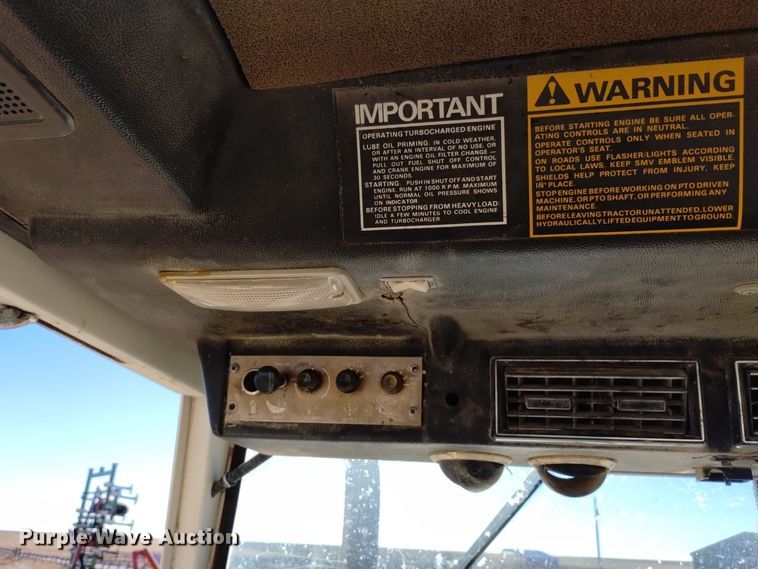 IMPORTANT
OPERATING TURBOCHARGED ENGINE
LUBE OIL PRIMING: IN COLD WEATHER,
OR AFTER AN INTERVAL OF NO USE, OR
WITH AN ENGINE OIL FILTER CHANGE —
PULL OUT FUEL SHUT OFF CONTROL
AND CRANK ENGINE FOR MAXIMUM OF
30 SECONDS.
STARTING: PUSH IN SHUT OFF AND START
ENGINE. RUN AT 1000 R.P.M. MAXIMUM
UNTIL NORMAL OIL PRESSURE SHOWS
ON INDICATOR
BEFORE STOPPING FROM HEAVY LOAD:
IDLE A FEW MINUTES TO COOL ENGINE
AND TURBOCHARGER
WARNING
BEFORE STARTING ENGINE BE SURE ALL OPER-
ATING CONTROLS ARE IN NEUTRAL.
OPERATE CONTROLS ONLY WHEN SEATED IN
OPERATOR'S SEAT.
ON ROADS USE FLASHER/LIGHTS ACCORDING
TO LOCAL LAWS. KEEP SMV EMBLEM VISIBLE.
SHIELDS HELP PROTECT FROM INJURY. KEEP
IN PLACE.
STOP ENGINE BEFORE WORKING ON PTO DRIVEN
MACHINE, OR PTO SHAFT, OR PERFORMING ANY
MAINTENANCE.
BEFORE LEAVING TRACTOR UNATTENDED, LOWER
HYDRAULICALLY LIFTED EQUIPMENT TO GROUND.
Purple Wave Auction